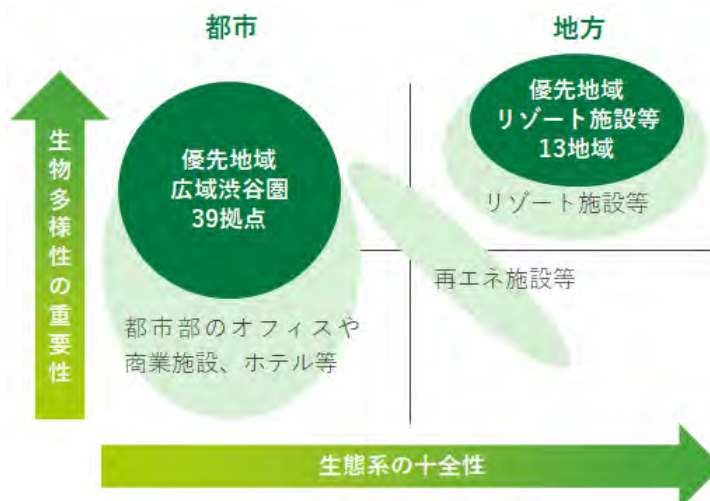 都市
地方
生物多様性の重要性
優先地域
広域渋谷圏
39拠点
優先地域
リゾート施設等
13地域
リゾート施設等
再エネ施設等
都市部のオフィスや
商業施設、ホテル等
生態系の十全性